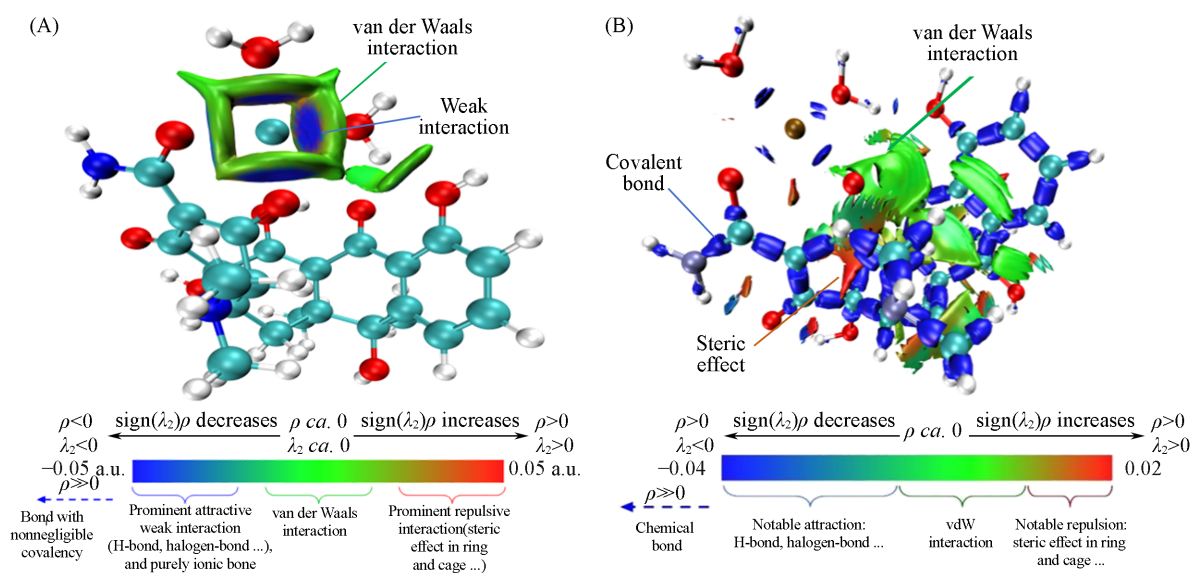 (A)
van der Waals
interaction
Weak
interaction
ρ<0
sign(λ₂)ρ decreases
ρ ca. 0
sign(λ₂)ρ increases
ρ>0
λ₂<0
λ₂ ca. 0
λ₂>0
−0.05 a.u.
0.05 a.u.
ρ≫0
Bond with
nonnegligible
covalency
Prominent attractive
weak interaction
(H-bond, halogen-bond ...),
and purely ionic bone
van der Waals
interaction
Prominent repulsive
interaction(steric
effect in ring
and cage ...)
(B)
van der Waals
interaction
Covalent
bond
Steric
effect
ρ>0
sign(λ₂)ρ decreases
ρ ca. 0
sign(λ₂)ρ increases
ρ>0
λ₂<0
λ₂>0
−0.04
0.02
ρ≫0
Chemical
bond
Notable attraction:
H-bond, halogen-bond ...
vdW
interaction
Notable repulsion:
steric effect in ring
and cage ...